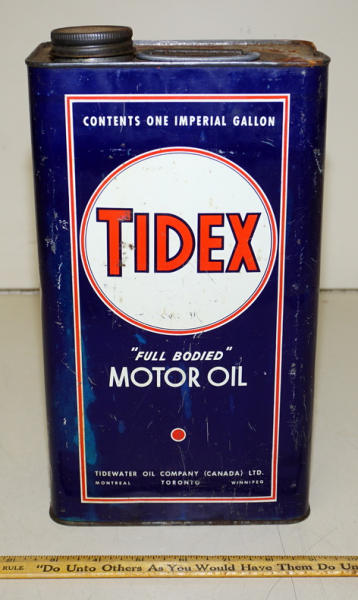 CONTENTS ONE IMPERIAL GALLON
TIDEX
"FULL BODIED"
MOTOR OIL
TIDEWATER OIL COMPANY (CANADA) LTD.
MONTREAL TORONTO WINNIPEG
RULE "Do Unto Others As You Would Have Them Do Un